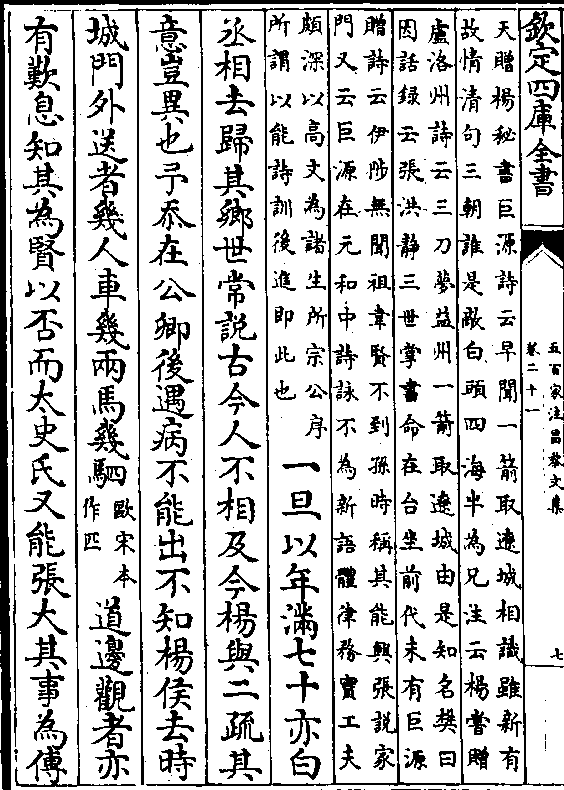 欽定四庫全書
五百家注昌黎文集
卷二十一
七
天贈楊秘書巨源詩云早聞一箭取遼城相識雖新有
故情清句三朝誰是敵白頭四海半為兄注云楊嘗贈
盧洛州詩云三刀夢益州一箭取遼城由是知名樊曰
因話録云張洪靜三世掌書命在台坐前代未有巨源
贈詩云伊陟無聞祖韋賢不到孫時稱其能興張說家
門又云巨源在元和中詩詠不為新語體律務實工夫
頗深以高文為諸生所宗公序
所謂以能詩訓後進即此也
一旦以年滿七十亦白
丞相去歸其鄉世常說古今人不相及今楊與二疏其
意豈異也予忝在公卿後遇病不能出不知楊侯去時
城門外送者幾人車幾兩馬幾駟歐宋本作匹道邊觀者亦
有歎息知其為賢以否而太史氏又能張大其事為傅